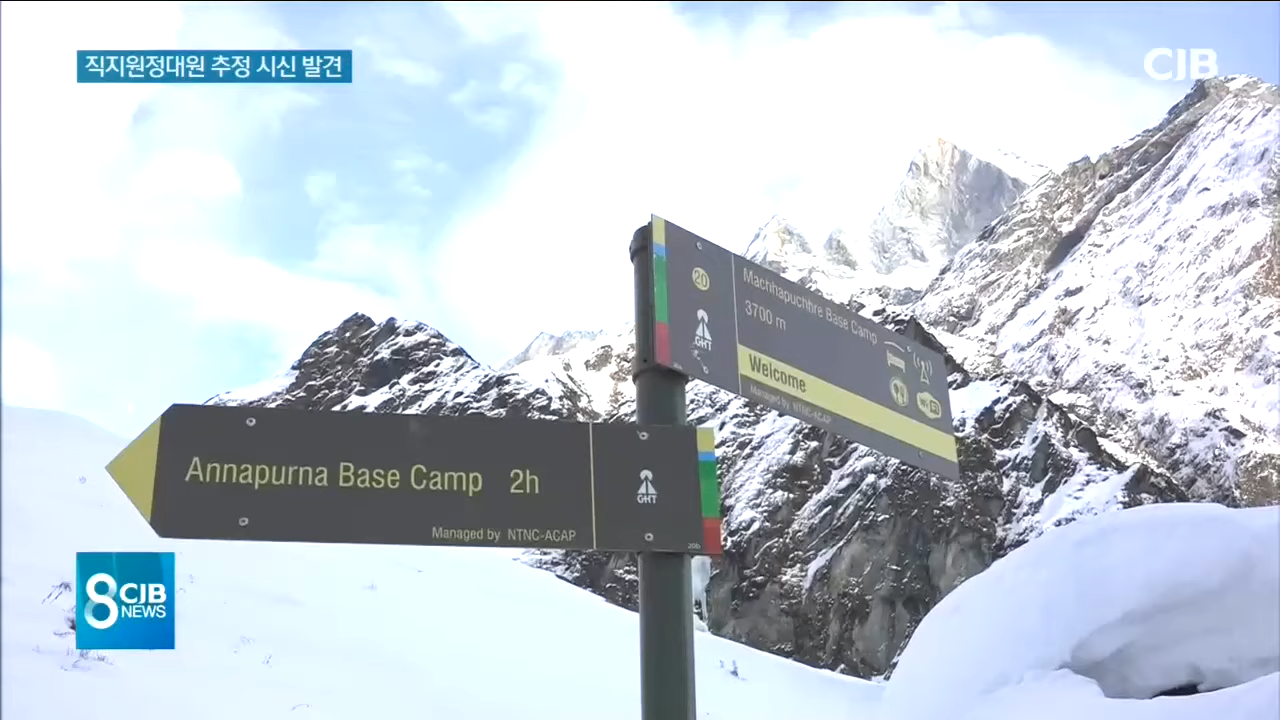 직지원정대원 추정 시신 발견
CJB
20
Machhapuchhre Base Camp
3700 m
GHT
Welcome
Managed by NTNC-ACAP
Annapurna Base Camp 2h
GHT
Managed by NTNC-ACAP
20b
8 CJB
NEWS